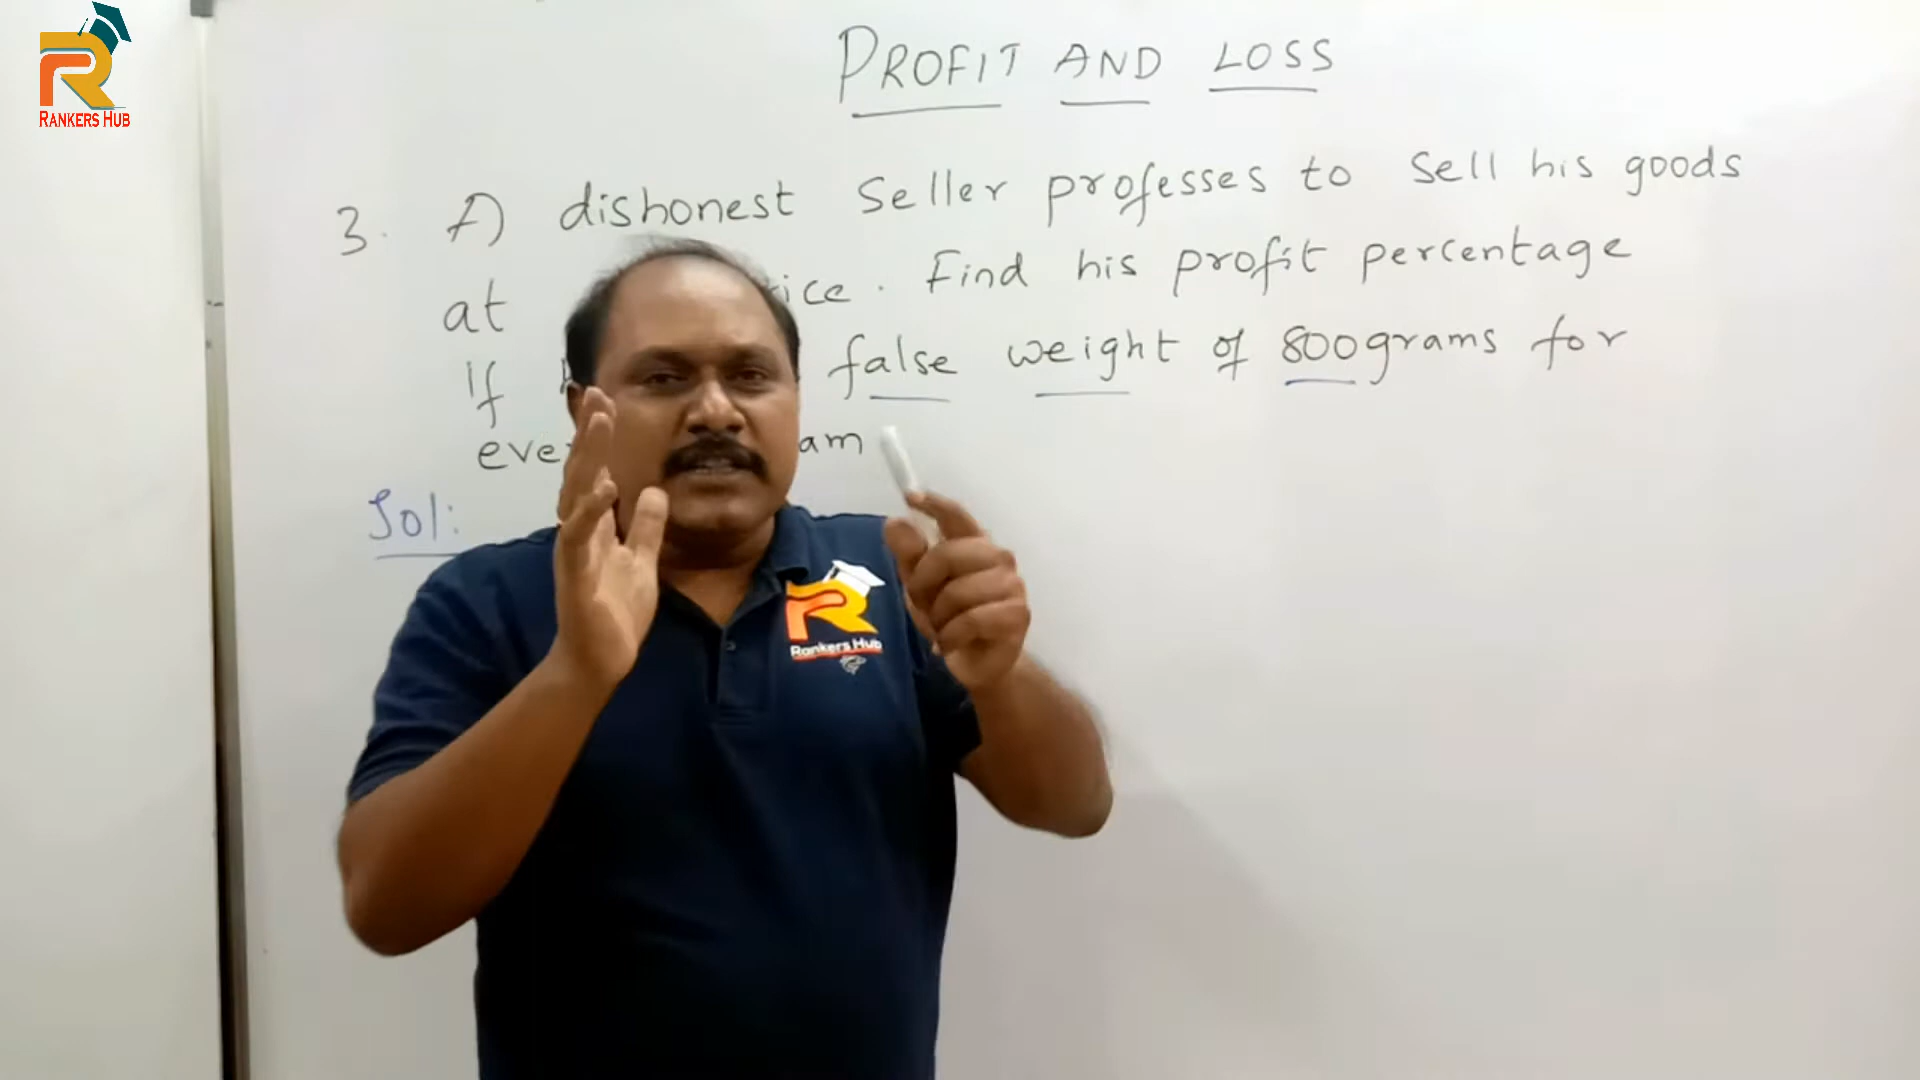 RANKERS HUB
PROFIT AND LOSS
3. A dishonest seller professes to sell his goods
at ice. Find his profit percentage
If false weight of 800grams for
eve am
Sol:
Rankers Hub